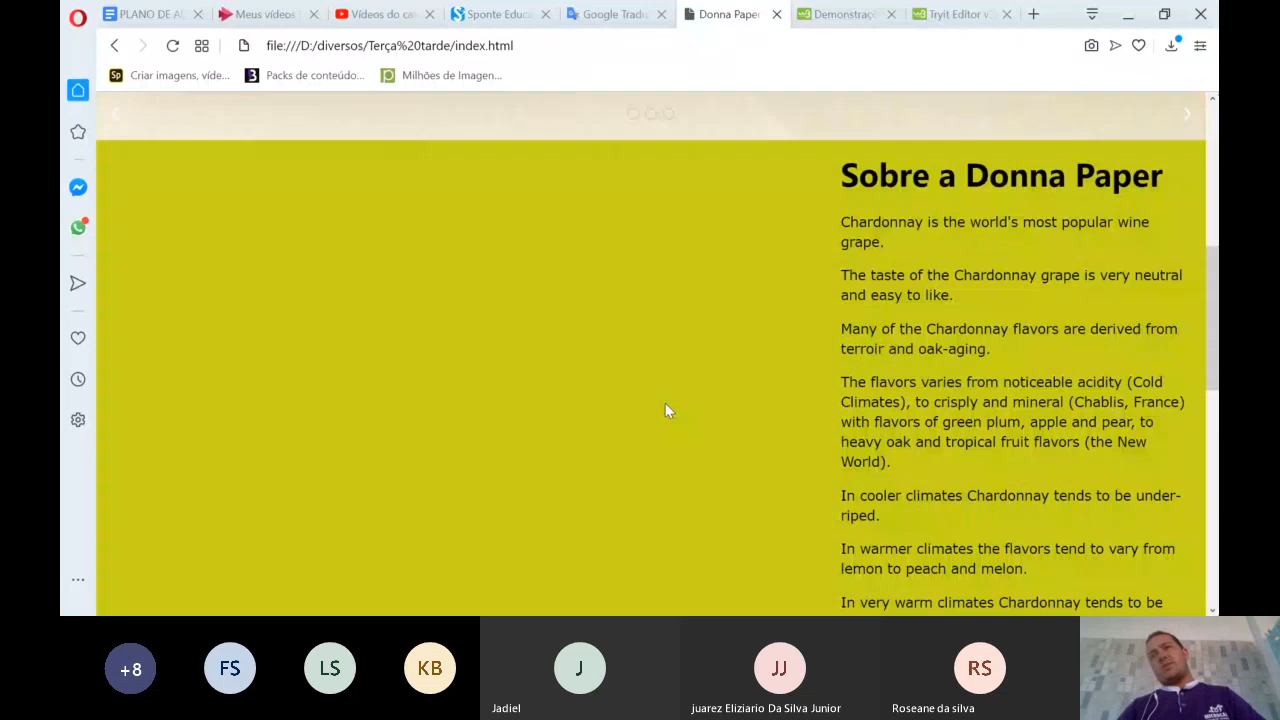 PLANO DE AU
Meus vídeos
Vídeos do ca
Sponte Educa
Google Tradu
Donna Paper
Demonstraçõ
Tryit Editor v
file:///D:/diversos/Terça%20tarde/index.html
Sp Criar imagens, víde...
Packs de conteúdo...
Milhões de Imagen...
Sobre a Donna Paper
Chardonnay is the world's most popular wine
grape.
The taste of the Chardonnay grape is very neutral
and easy to like.
Many of the Chardonnay flavors are derived from
terroir and oak-aging.
The flavors varies from noticeable acidity (Cold
Climates), to crisply and mineral (Chablis, France)
with flavors of green plum, apple and pear, to
heavy oak and tropical fruit flavors (the New
World).
In cooler climates Chardonnay tends to be under-
riped.
In warmer climates the flavors tend to vary from
lemon to peach and melon.
In very warm climates Chardonnay tends to be
+8
FS
LS
KB
J
JJ
RS
Jadiel
juarez Eliziario Da Silva Junior
Roseane da silva